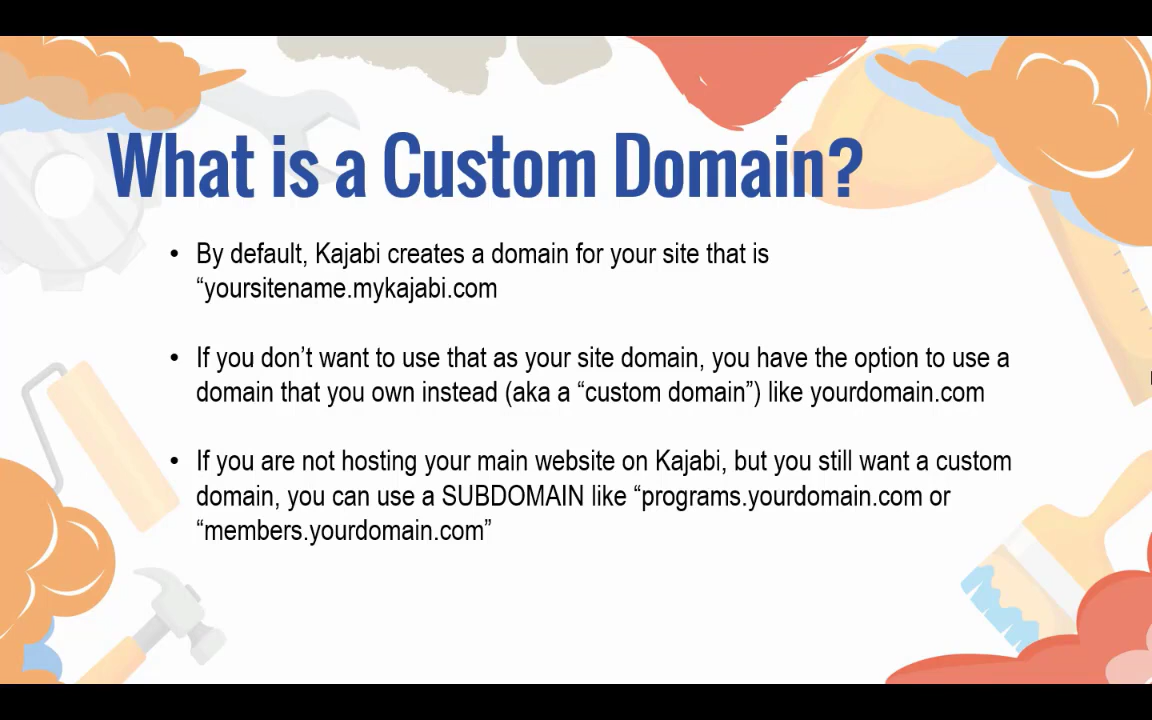 What is a Custom Domain?
• By default, Kajabi creates a domain for your site that is
“yoursitename.mykajabi.com
• If you don’t want to use that as your site domain, you have the option to use a
domain that you own instead (aka a “custom domain”) like yourdomain.com
• If you are not hosting your main website on Kajabi, but you still want a custom
domain, you can use a SUBDOMAIN like “programs.yourdomain.com or
“members.yourdomain.com”